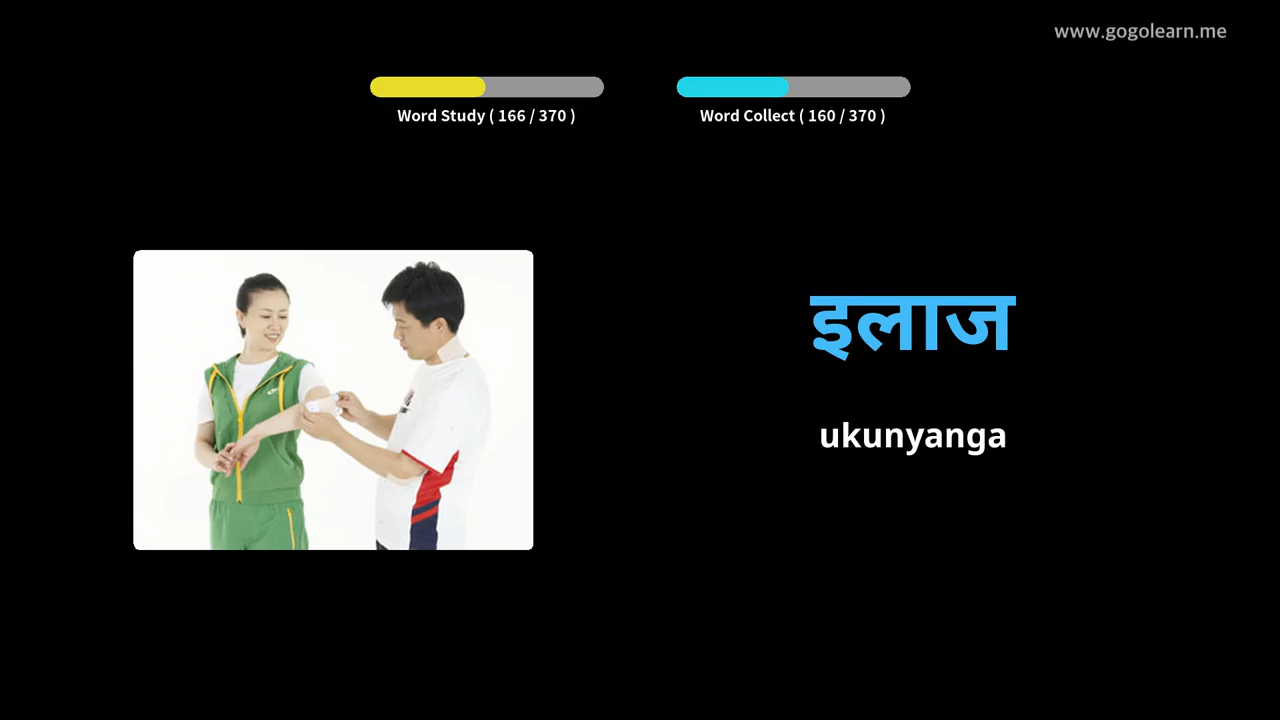 www.gogolearn.me
Word Study ( 166 / 370 )
Word Collect ( 160 / 370 )
इलाज
ukunyanga